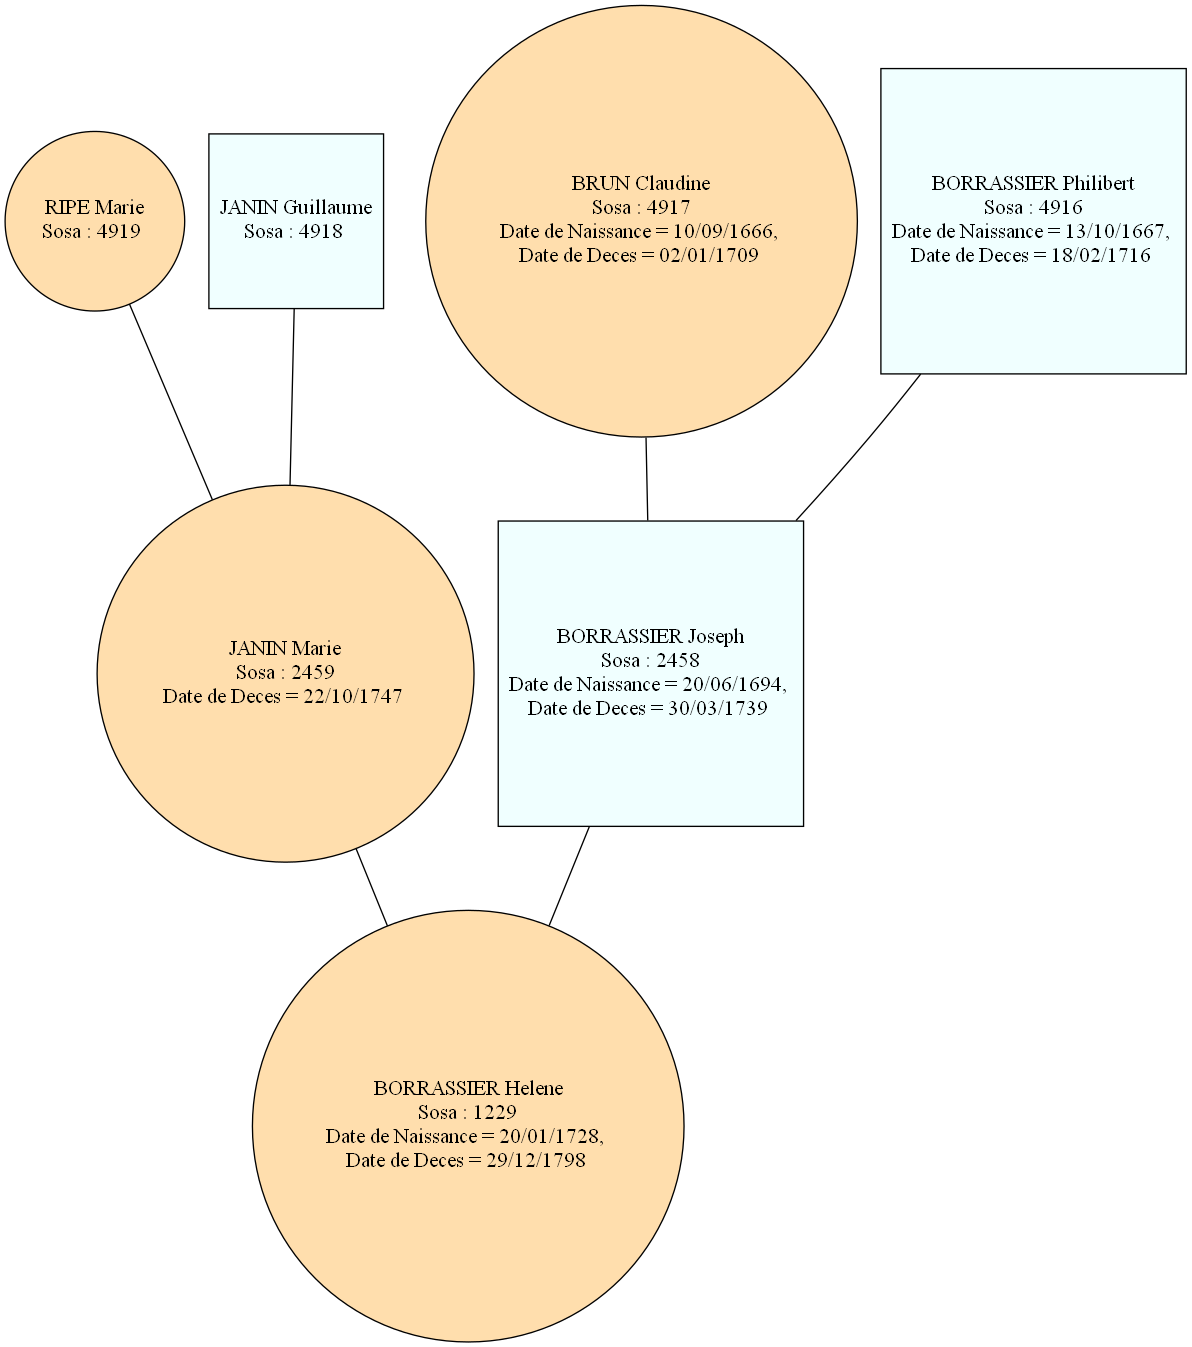 RIPE Marie
Sosa : 4919
JANIN Guillaume
Sosa : 4918
BRUN Claudine
Sosa : 4917
Date de Naissance = 10/09/1666,
Date de Deces = 02/01/1709
BORRASSIER Philibert
Sosa : 4916
Date de Naissance = 13/10/1667,
Date de Deces = 18/02/1716
JANIN Marie
Sosa : 2459
Date de Deces = 22/10/1747
BORRASSIER Joseph
Sosa : 2458
Date de Naissance = 20/06/1694,
Date de Deces = 30/03/1739
BORRASSIER Helene
Sosa : 1229
Date de Naissance = 20/01/1728,
Date de Deces = 29/12/1798